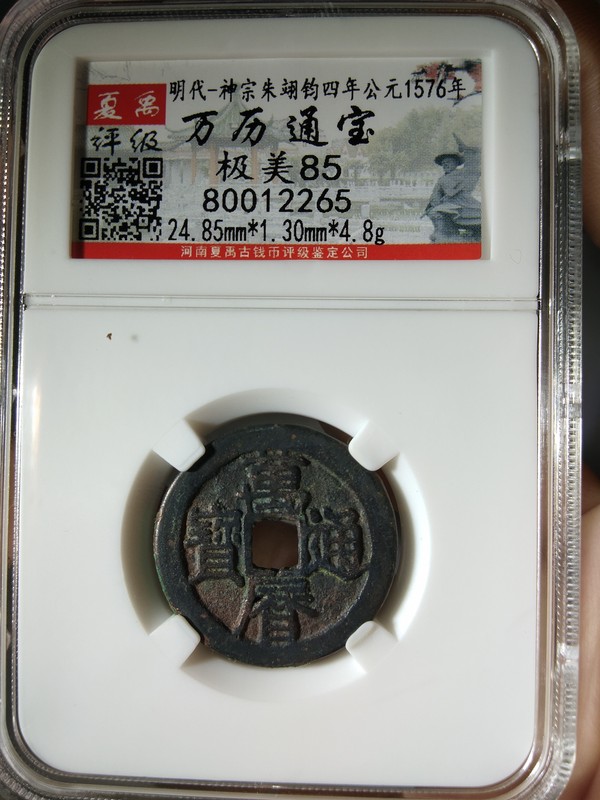 明代-神宗朱翊钧四年公元1576年
夏禹
评级
万历通宝
极美85
80012265
24.85mm*1.30mm*4.8g
河南夏禹古钱币评级鉴定公司
萬曆通寶